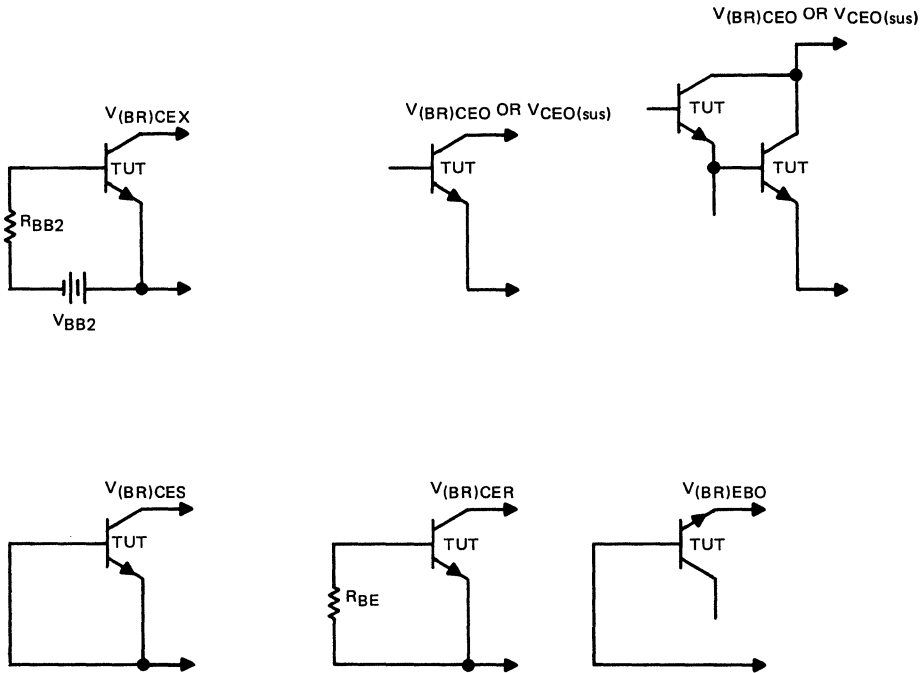 V(BR)CEO OR VCEO(sus)
TUT
TUT
V(BR)CEX
TUT
RBB2
VBB2
V(BR)CEO OR VCEO(sus)
TUT
V(BR)CES
TUT
V(BR)CER
TUT
RBE
V(BR)EBO
TUT